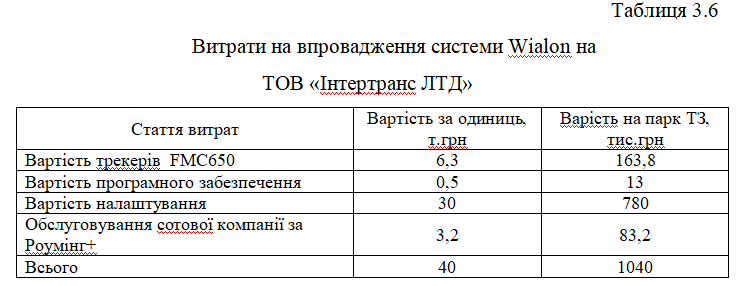 Таблиця 3.6
Витрати на впровадження системи Wialon на
ТОВ «Інтертранс ЛТД»
Стаття витрат
Вартість за одиниць,
т.грн
Варість на парк ТЗ,
тис.грн
Вартість трекерів FMC650
6,3
163,8
Вартість програмного забезпечення
0,5
13
Вартість налаштування
30
780
Обслуговування сотової компанії за
Роумінг+
3,2
83,2
Всього
40
1040